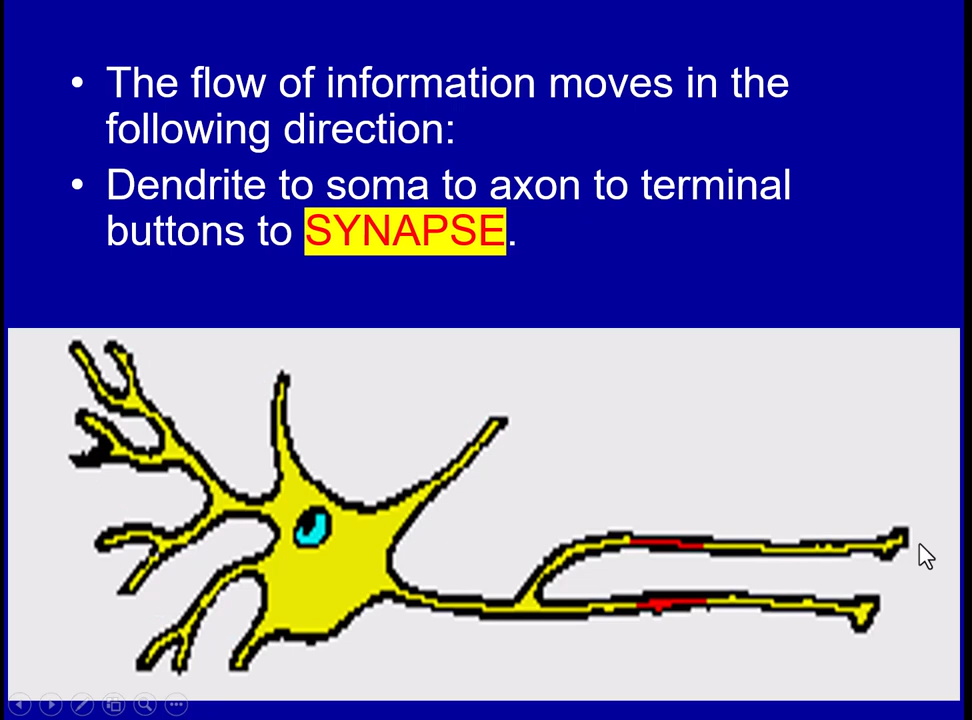 • The flow of information moves in the
following direction:
• Dendrite to soma to axon to terminal
buttons to SYNAPSE.